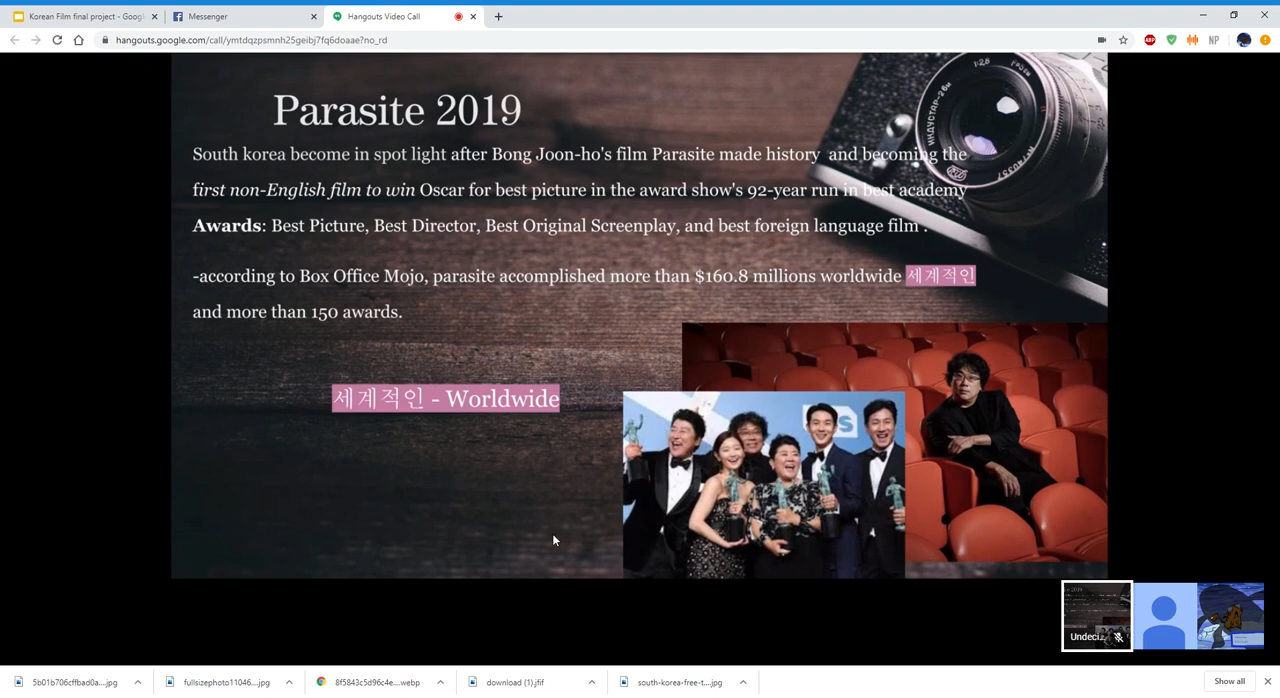 Korean Film final project - Googl
Messenger
Hangouts Video Call
hangouts.google.com/call/ymtdqzpsmnh25geibj7fq6doaae?no_rd
ABP
NP
Parasite 2019
South korea become in spot light after Bong Joon-ho's film Parasite made history and becoming the
first non-English film to win Oscar for best picture in the award show's 92-year run in best academy
Awards: Best Picture, Best Director, Best Original Screenplay, and best foreign language film .
-according to Box Office Mojo, parasite accomplished more than $160.8 millions worldwide 세계적인
and more than 150 awards.
세계적인 - Worldwide
ИНДУСТАР-26м
Undeci...
5b01b706cffbad0a....jpg
fullsizephoto11046....jpg
8f5843c5d96c4e....webp
download (1).jfif
south-korea-free-t....jpg
Show all